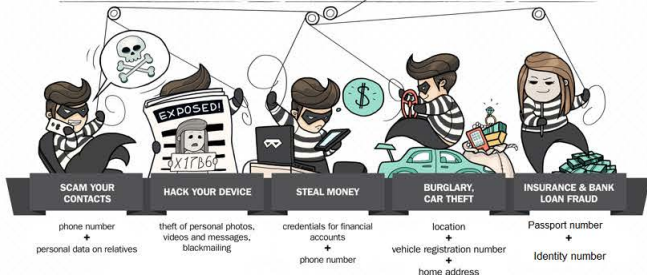 EXPOSED!
0X17B6
SCAM YOUR
CONTACTS
HACK YOUR DEVICE
STEAL MONEY
BURGLARY,
CAR THEFT
INSURANCE & BANK
LOAN FRAUD
phone number
+
personal data on relatives
theft of personal photos,
videos and messages,
blackmailing
credentials for financial
accounts
+
phone number
location
+
vehicle registration number
+
home address
Passport number
+
Identity number